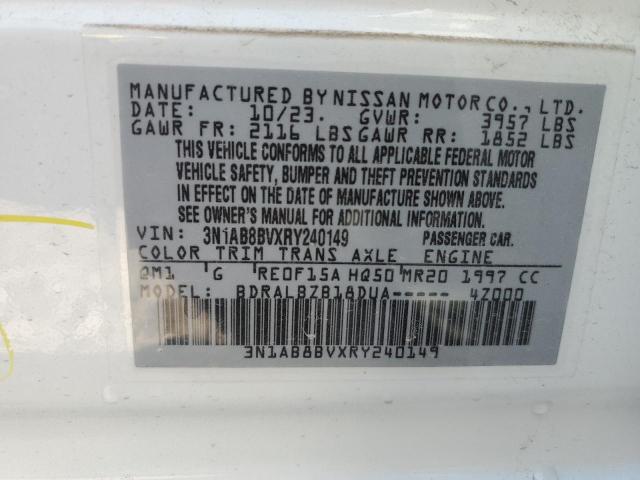 MANUFACTURED BY NISSAN MOTOR CO., LTD.
DATE: 10/23. GVWR: 3957 LBS
GAWR FR: 2116 LBS GAWR RR: 1852 LBS
THIS VEHICLE CONFORMS TO ALL APPLICABLE FEDERAL MOTOR
VEHICLE SAFETY, BUMPER AND THEFT PREVENTION STANDARDS
IN EFFECT ON THE DATE OF MANUFACTURE SHOWN ABOVE.
SEE OWNER'S MANUAL FOR ADDITIONAL INFORMATION.
VIN: 3N1AB8BVXRY240149 PASSENGER CAR.
COLOR TRIM TRANS AXLE ENGINE
QM1 'G RE0F15A HQ50 MR20 1997 CC
MODEL: BDRALBZB18DUA----- 4Z000
3N1AB8BVXRY240149